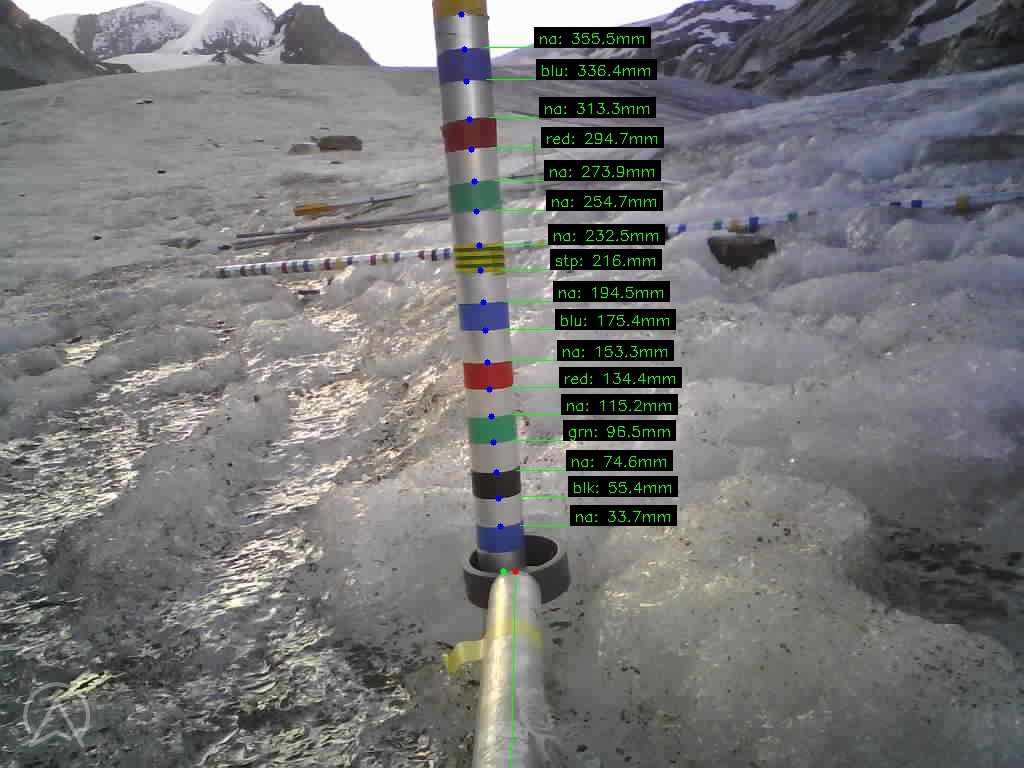 na: 355.5mm
blu: 336.4mm
na: 313.3mm
red: 294.7mm
na: 273.9mm
na: 254.7mm
na: 232.5mm
stp: 216.mm
na: 194.5mm
blu: 175.4mm
na: 153.3mm
red: 134.4mm
na: 115.2mm
grn: 96.5mm
na: 74.6mm
blk: 55.4mm
na: 33.7mm